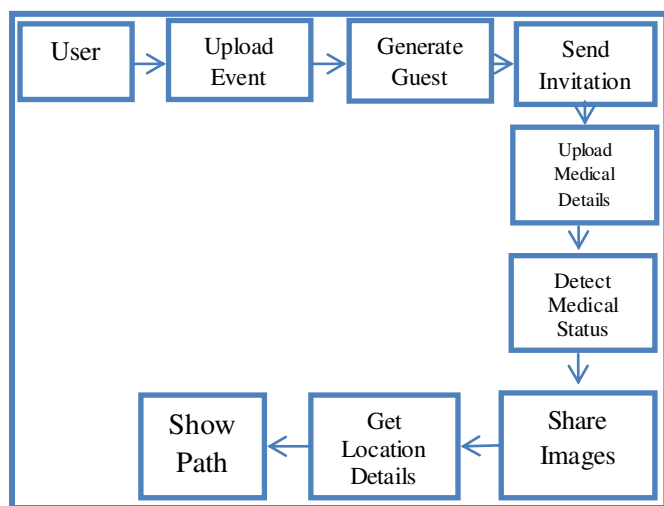 User
Upload
Event
Generate
Guest
Send
Invitation
Upload
Medical
Details
Detect
Medical
Status
Share
Images
Get
Location
Details
Show
Path